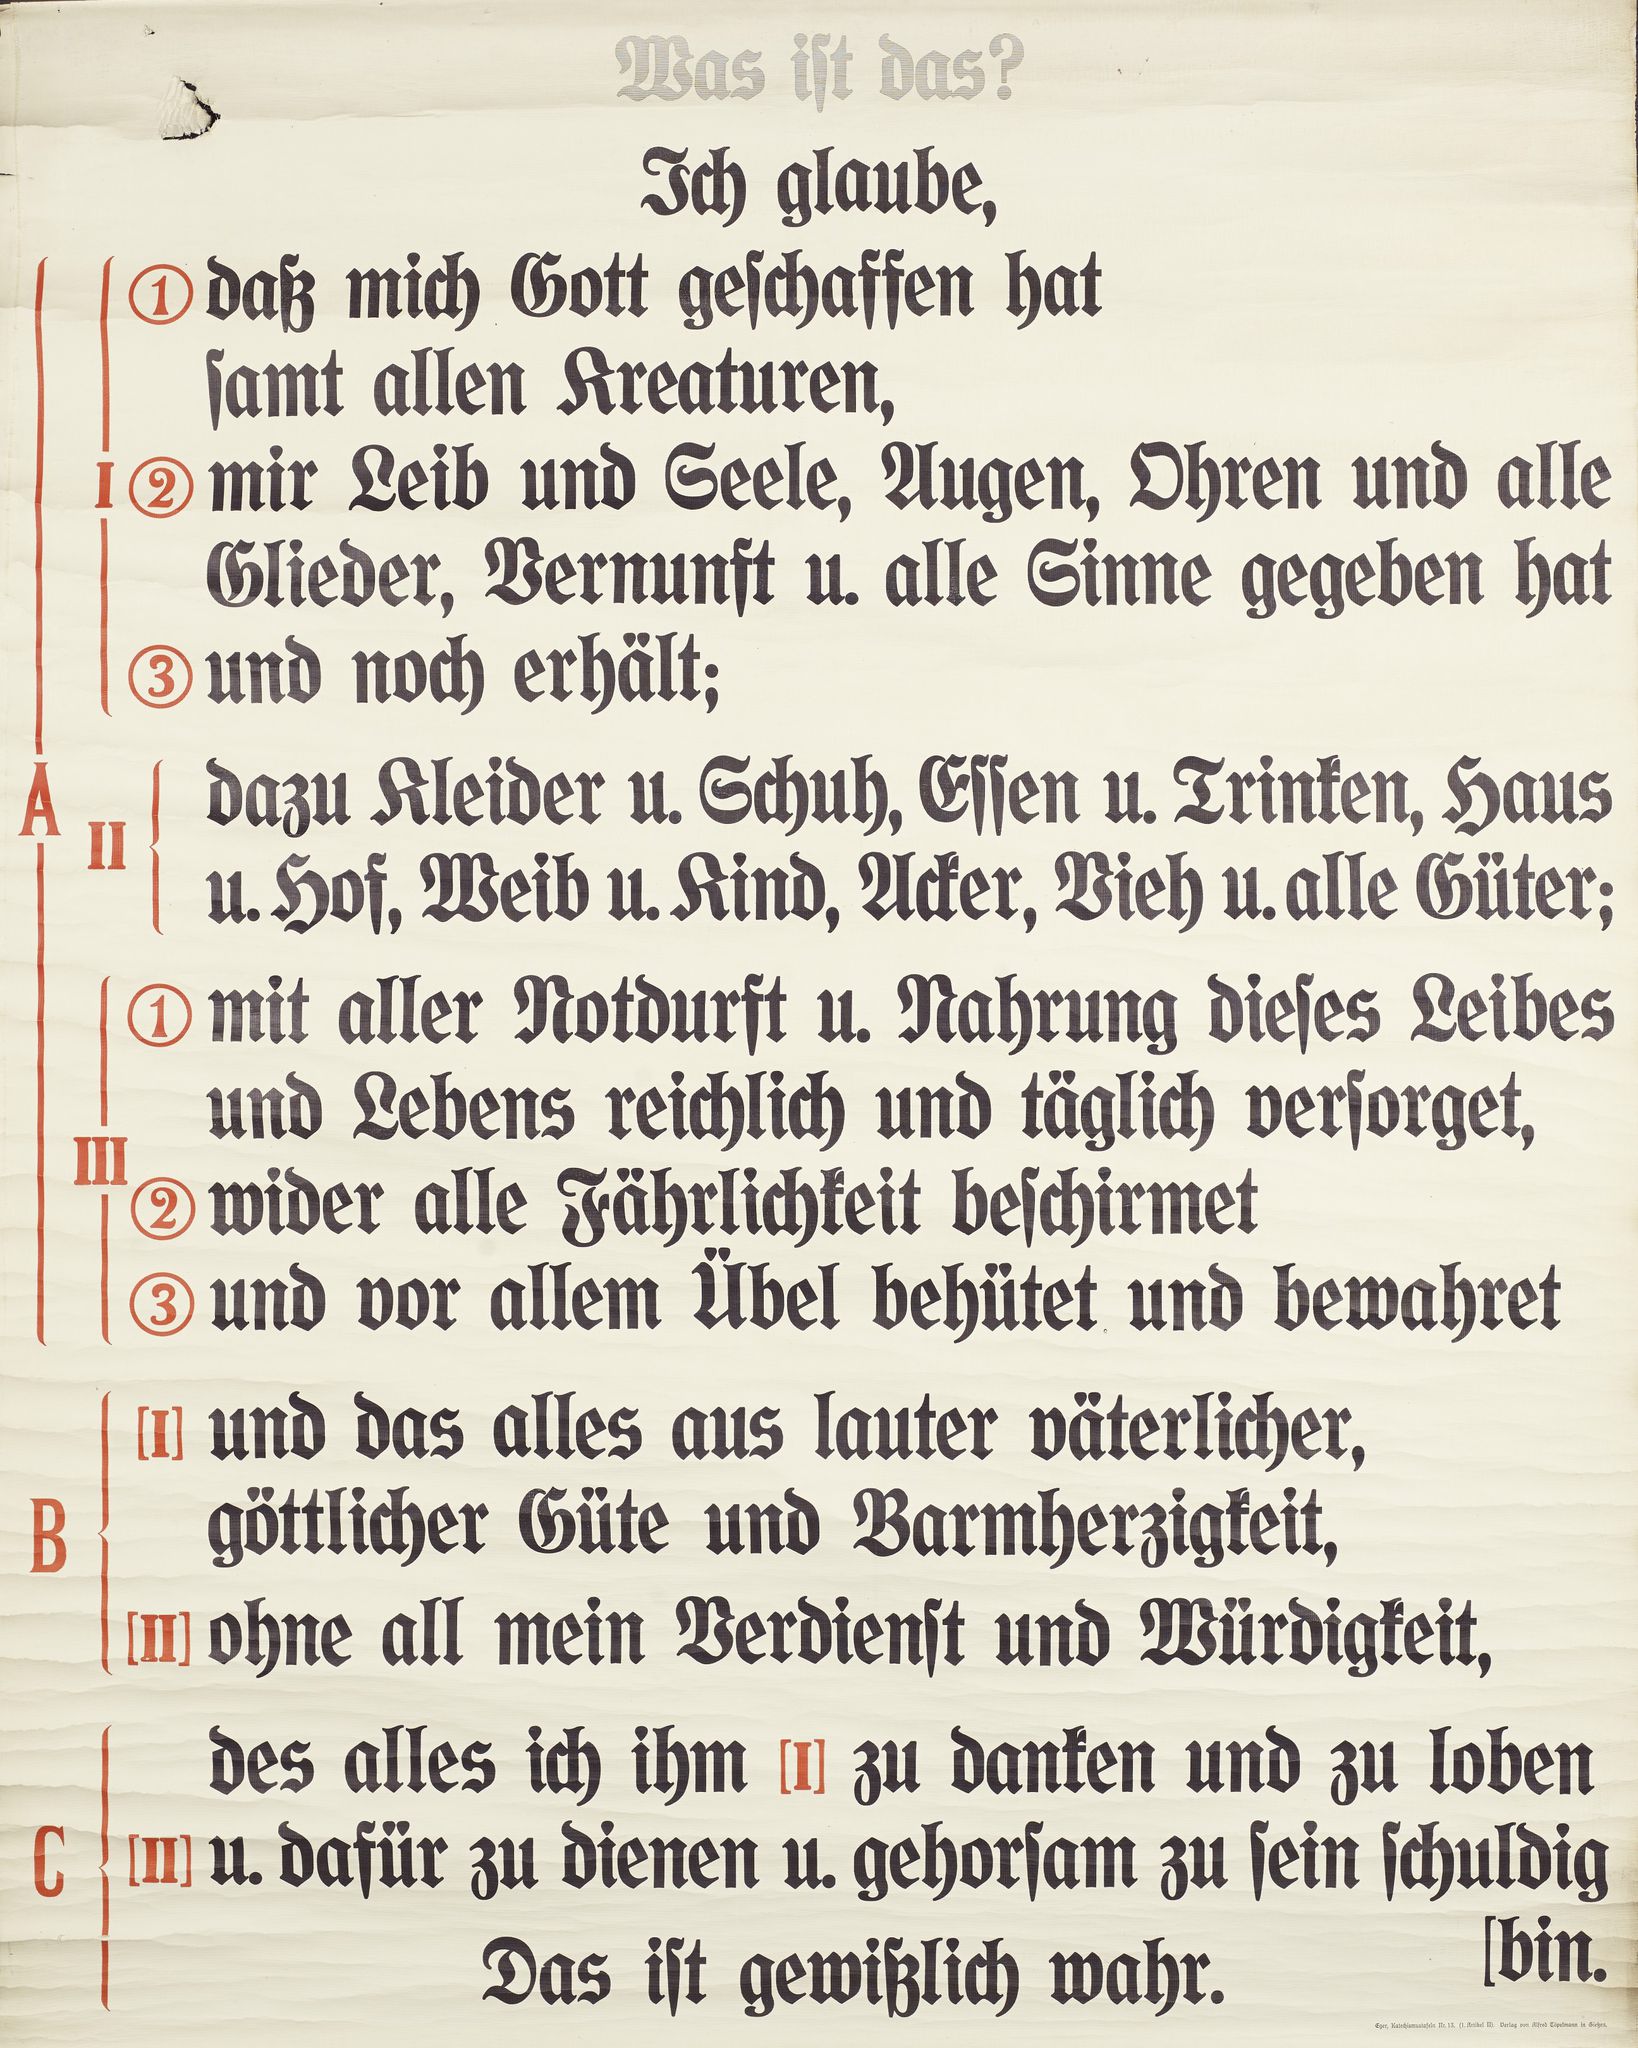 Was ist das?
Ich glaube,
① daß mich Gott geschaffen hat
samt allen Kreaturen,
I ② mir Leib und Seele, Augen, Ohren und alle
Glieder, Vernunft u. alle Sinne gegeben hat
③ und noch erhält;
A II dazu Kleider u. Schuh, Essen u. Trinken, Haus
u. Hof, Weib u. Kind, Acker, Vieh u. alle Güter;
① mit aller Notdurft u. Nahrung dieses Leibes
und Lebens reichlich und täglich versorget,
III ② wider alle Fährlichkeit beschirmet
③ und vor allem Übel behütet und bewahret
[I] und das alles aus lauter väterlicher,
B göttlicher Güte und Barmherzigkeit,
[II] ohne all mein Verdienst und Würdigkeit,
des alles ich ihm [I] zu danken und zu loben
C [II] u. dafür zu dienen u. gehorsam zu sein schuldig
[bin.
Das ist gewißlich wahr.
Eger, Katechismustafeln Nr. 13. (1. Artikel II). Verlag von Alfred Töpelmann in Gießen.